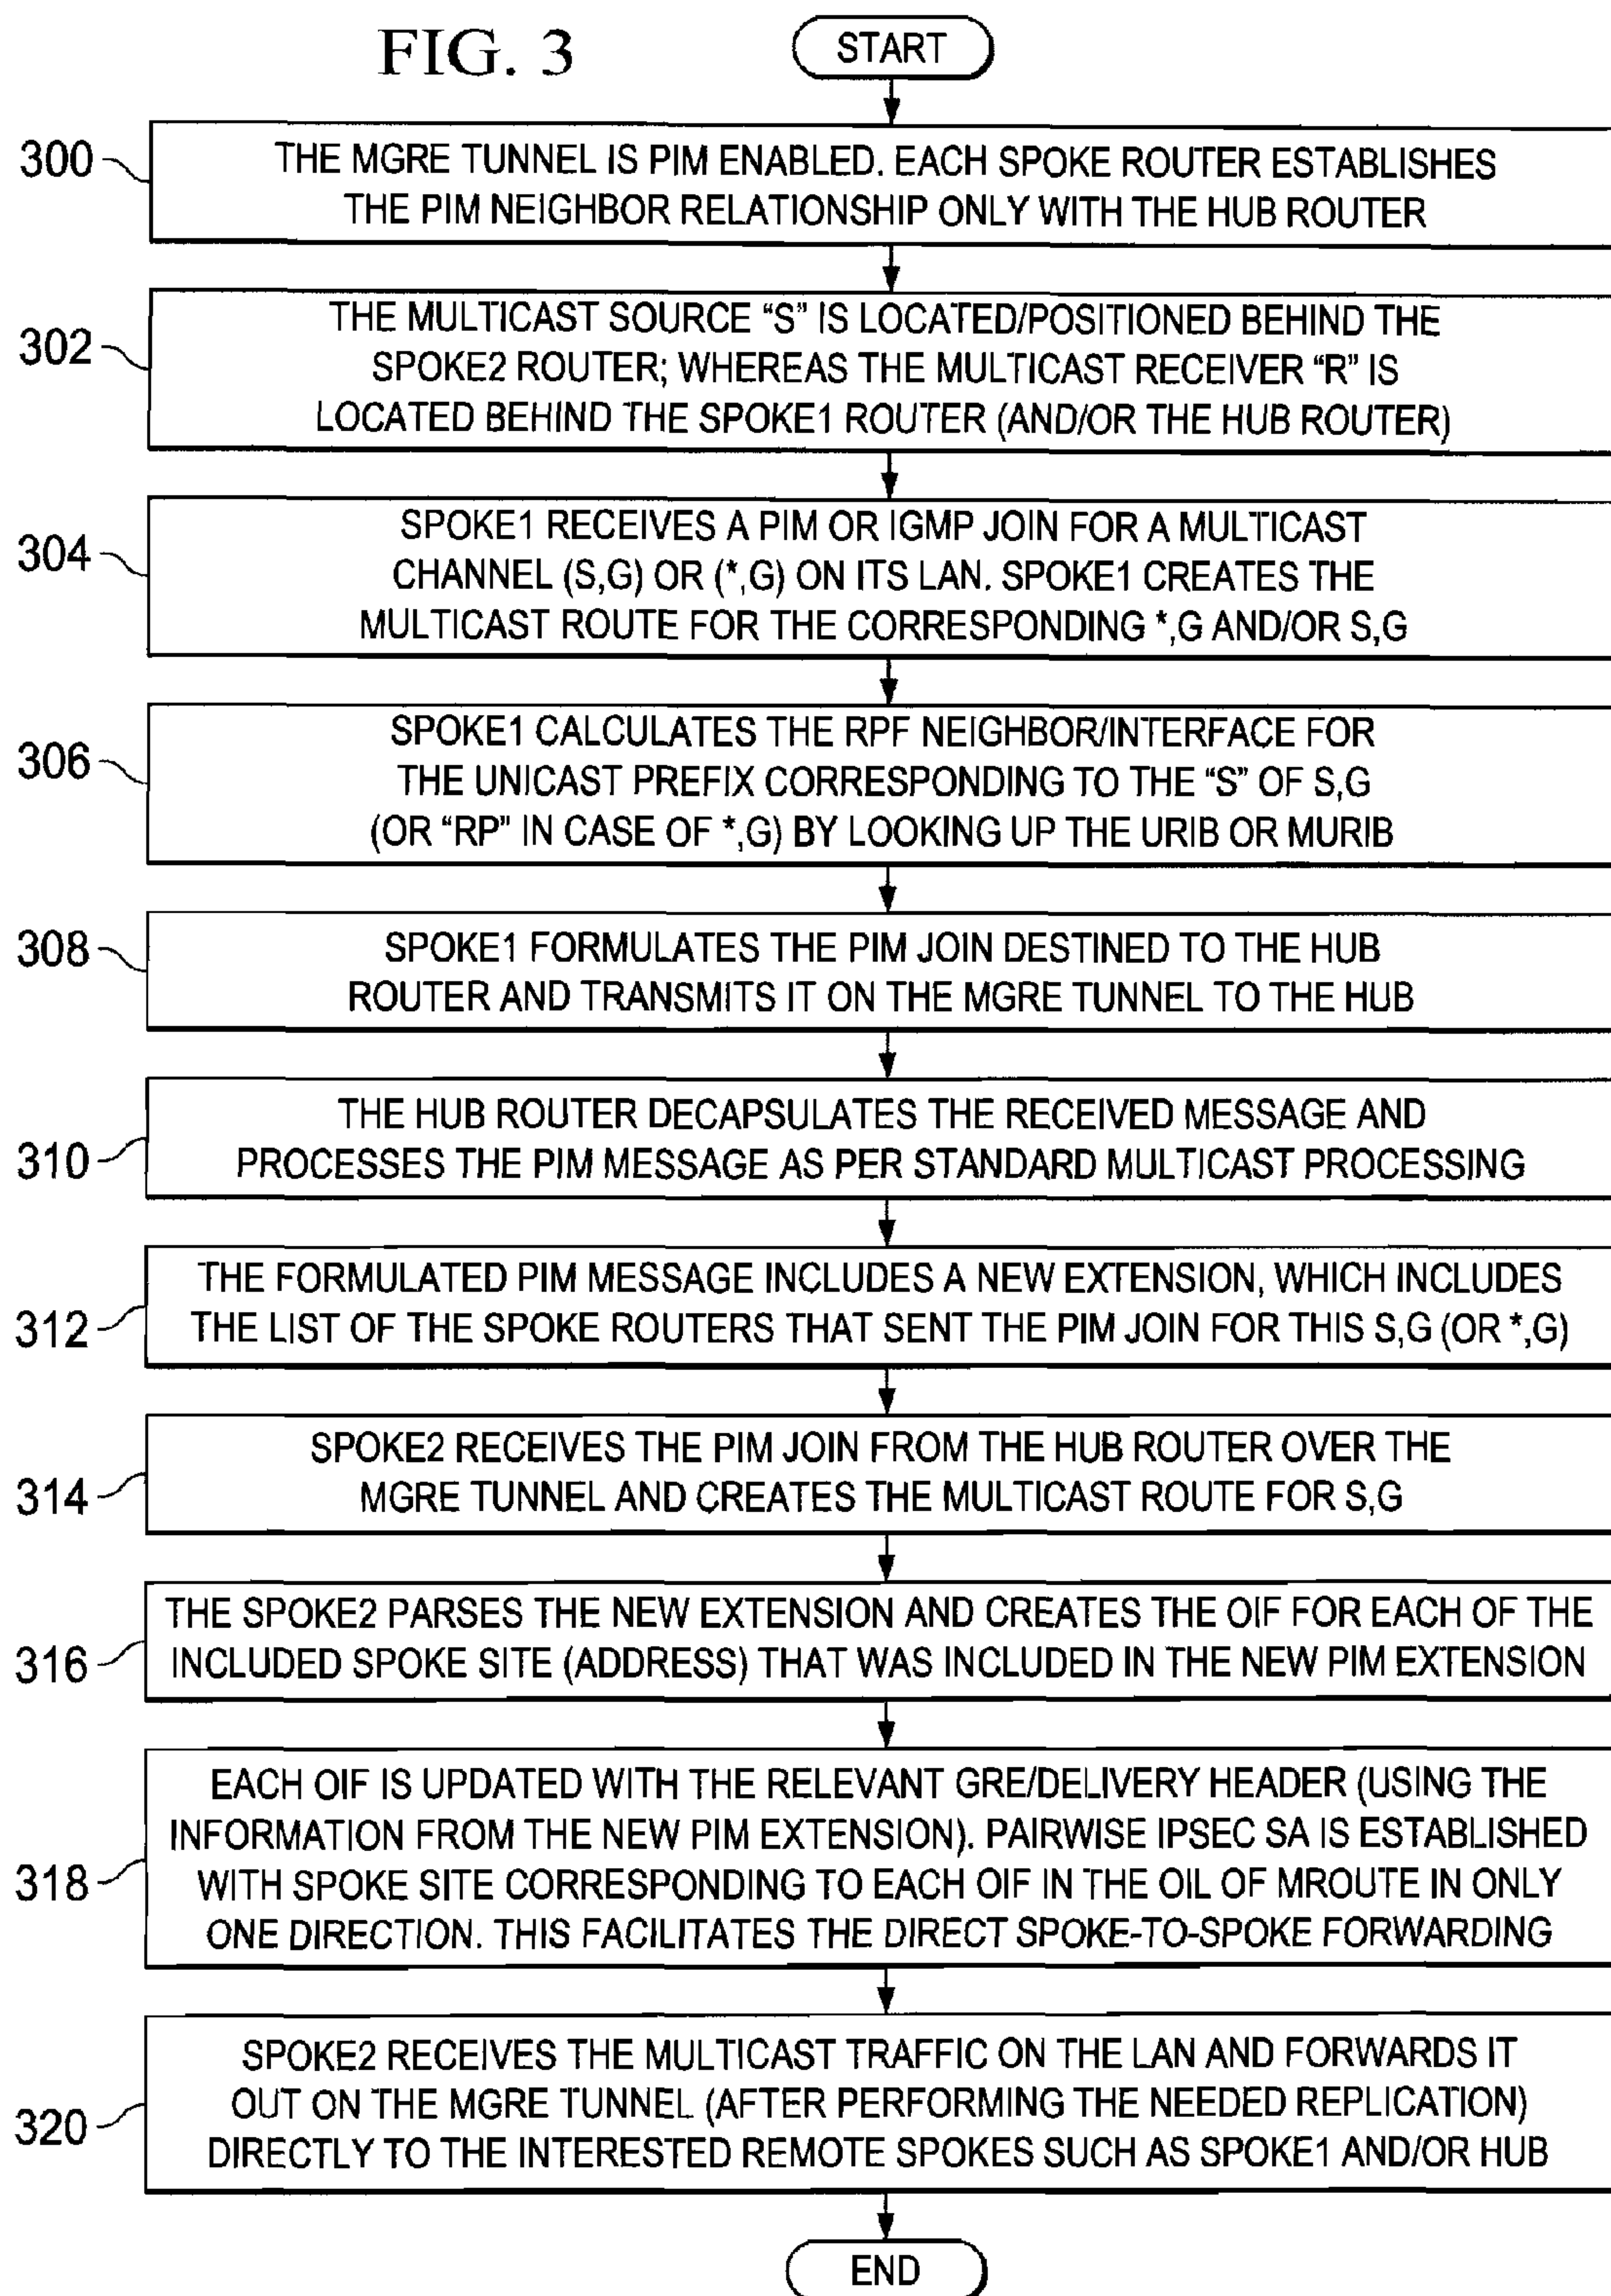 FIG. 3
START
300
THE MGRE TUNNEL IS PIM ENABLED. EACH SPOKE ROUTER ESTABLISHES
THE PIM NEIGHBOR RELATIONSHIP ONLY WITH THE HUB ROUTER
302
THE MULTICAST SOURCE “S” IS LOCATED/POSITIONED BEHIND THE
SPOKE2 ROUTER; WHEREAS THE MULTICAST RECEIVER “R” IS
LOCATED BEHIND THE SPOKE1 ROUTER (AND/OR THE HUB ROUTER)
304
SPOKE1 RECEIVES A PIM OR IGMP JOIN FOR A MULTICAST
CHANNEL (S,G) OR (*,G) ON ITS LAN. SPOKE1 CREATES THE
MULTICAST ROUTE FOR THE CORRESPONDING *,G AND/OR S,G
306
SPOKE1 CALCULATES THE RPF NEIGHBOR/INTERFACE FOR
THE UNICAST PREFIX CORRESPONDING TO THE “S” OF S,G
(OR “RP” IN CASE OF *,G) BY LOOKING UP THE URIB OR MURIB
308
SPOKE1 FORMULATES THE PIM JOIN DESTINED TO THE HUB
ROUTER AND TRANSMITS IT ON THE MGRE TUNNEL TO THE HUB
310
THE HUB ROUTER DECAPSULATES THE RECEIVED MESSAGE AND
PROCESSES THE PIM MESSAGE AS PER STANDARD MULTICAST PROCESSING
312
THE FORMULATED PIM MESSAGE INCLUDES A NEW EXTENSION, WHICH INCLUDES
THE LIST OF THE SPOKE ROUTERS THAT SENT THE PIM JOIN FOR THIS S,G (OR *,G)
314
SPOKE2 RECEIVES THE PIM JOIN FROM THE HUB ROUTER OVER THE
MGRE TUNNEL AND CREATES THE MULTICAST ROUTE FOR S,G
316
THE SPOKE2 PARSES THE NEW EXTENSION AND CREATES THE OIF FOR EACH OF THE
INCLUDED SPOKE SITE (ADDRESS) THAT WAS INCLUDED IN THE NEW PIM EXTENSION
318
EACH OIF IS UPDATED WITH THE RELEVANT GRE/DELIVERY HEADER (USING THE
INFORMATION FROM THE NEW PIM EXTENSION). PAIRWISE IPSEC SA IS ESTABLISHED
WITH SPOKE SITE CORRESPONDING TO EACH OIF IN THE OIL OF MROUTE IN ONLY
ONE DIRECTION. THIS FACILITATES THE DIRECT SPOKE-TO-SPOKE FORWARDING
320
SPOKE2 RECEIVES THE MULTICAST TRAFFIC ON THE LAN AND FORWARDS IT
OUT ON THE MGRE TUNNEL (AFTER PERFORMING THE NEEDED REPLICATION)
DIRECTLY TO THE INTERESTED REMOTE SPOKES SUCH AS SPOKE1 AND/OR HUB
END